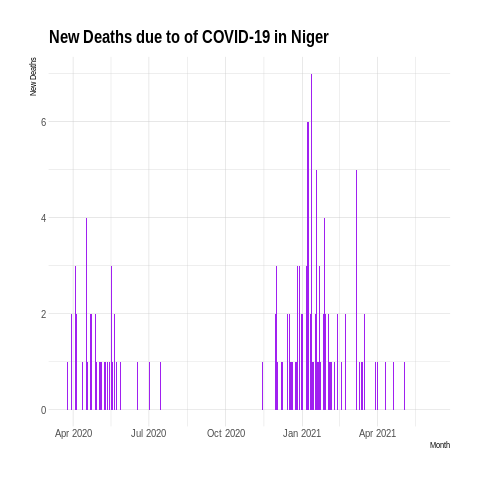 New Deaths due to of COVID-19 in Niger
New Deaths
6
4
2
0
Apr 2020 Jul 2020 Oct 2020 Jan 2021 Apr 2021
Month